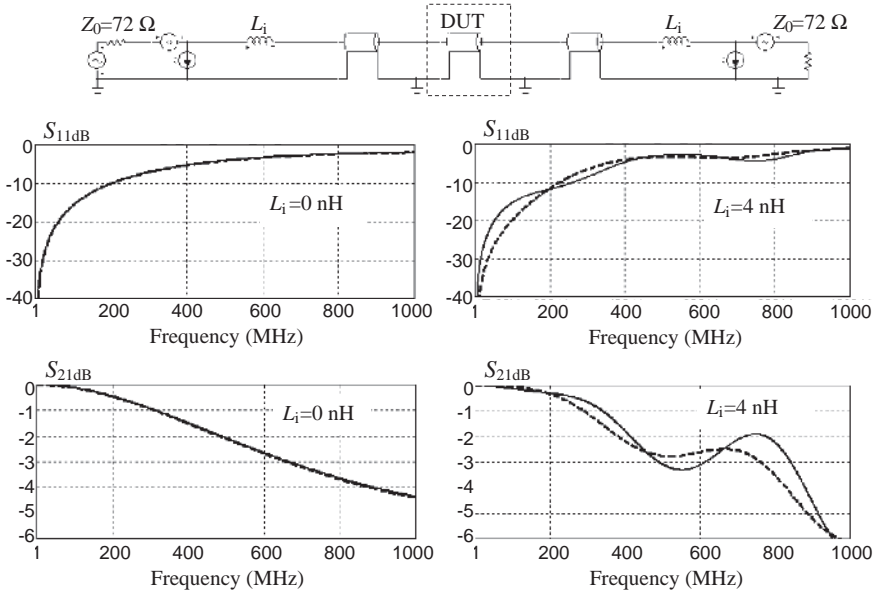 Z0=72 Ω Li DUT Li Z0=72 Ω
S11dB S11dB
0 0
-10 -10
Li=0 nH Li=4 nH
-20 -20
-30 -30
-40 -40
1 200 400 600 800 1000 1 200 400 600 800 1000
Frequency (MHz) Frequency (MHz)
S21dB S21dB
0 0
-1 Li=0 nH -1 Li=4 nH
-2 -2
-3 -3
-4 -4
-5 -5
-6 -6
1 200 400 600 800 1000 1 200 400 600 800 1000
Frequency (MHz) Frequency (MHz)